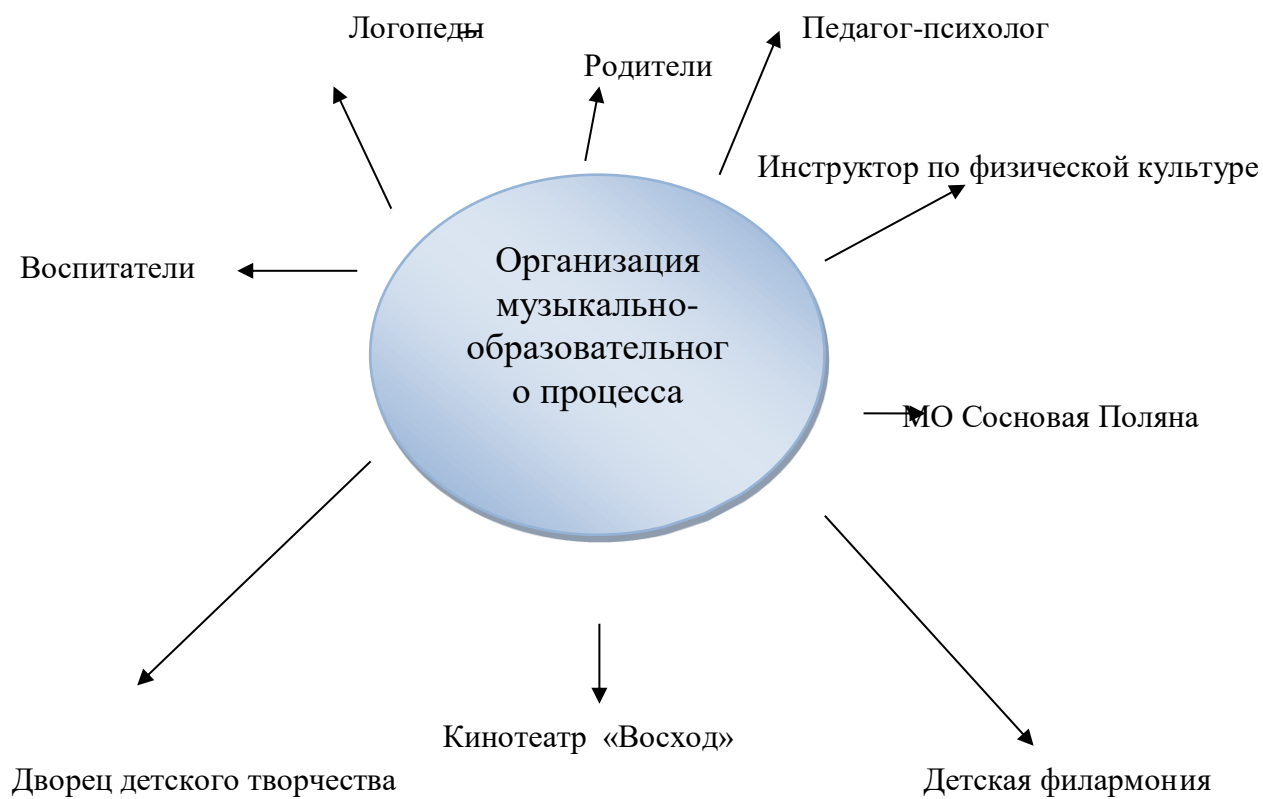 Логопеды
Педагог-психолог
Родители
Инструктор по физической культуре
Воспитатели
Организация
музыкально-
образовательног
о процесса
МО Сосновая Поляна
Кинотеатр «Восход»
Дворец детского творчества
Детская филармония